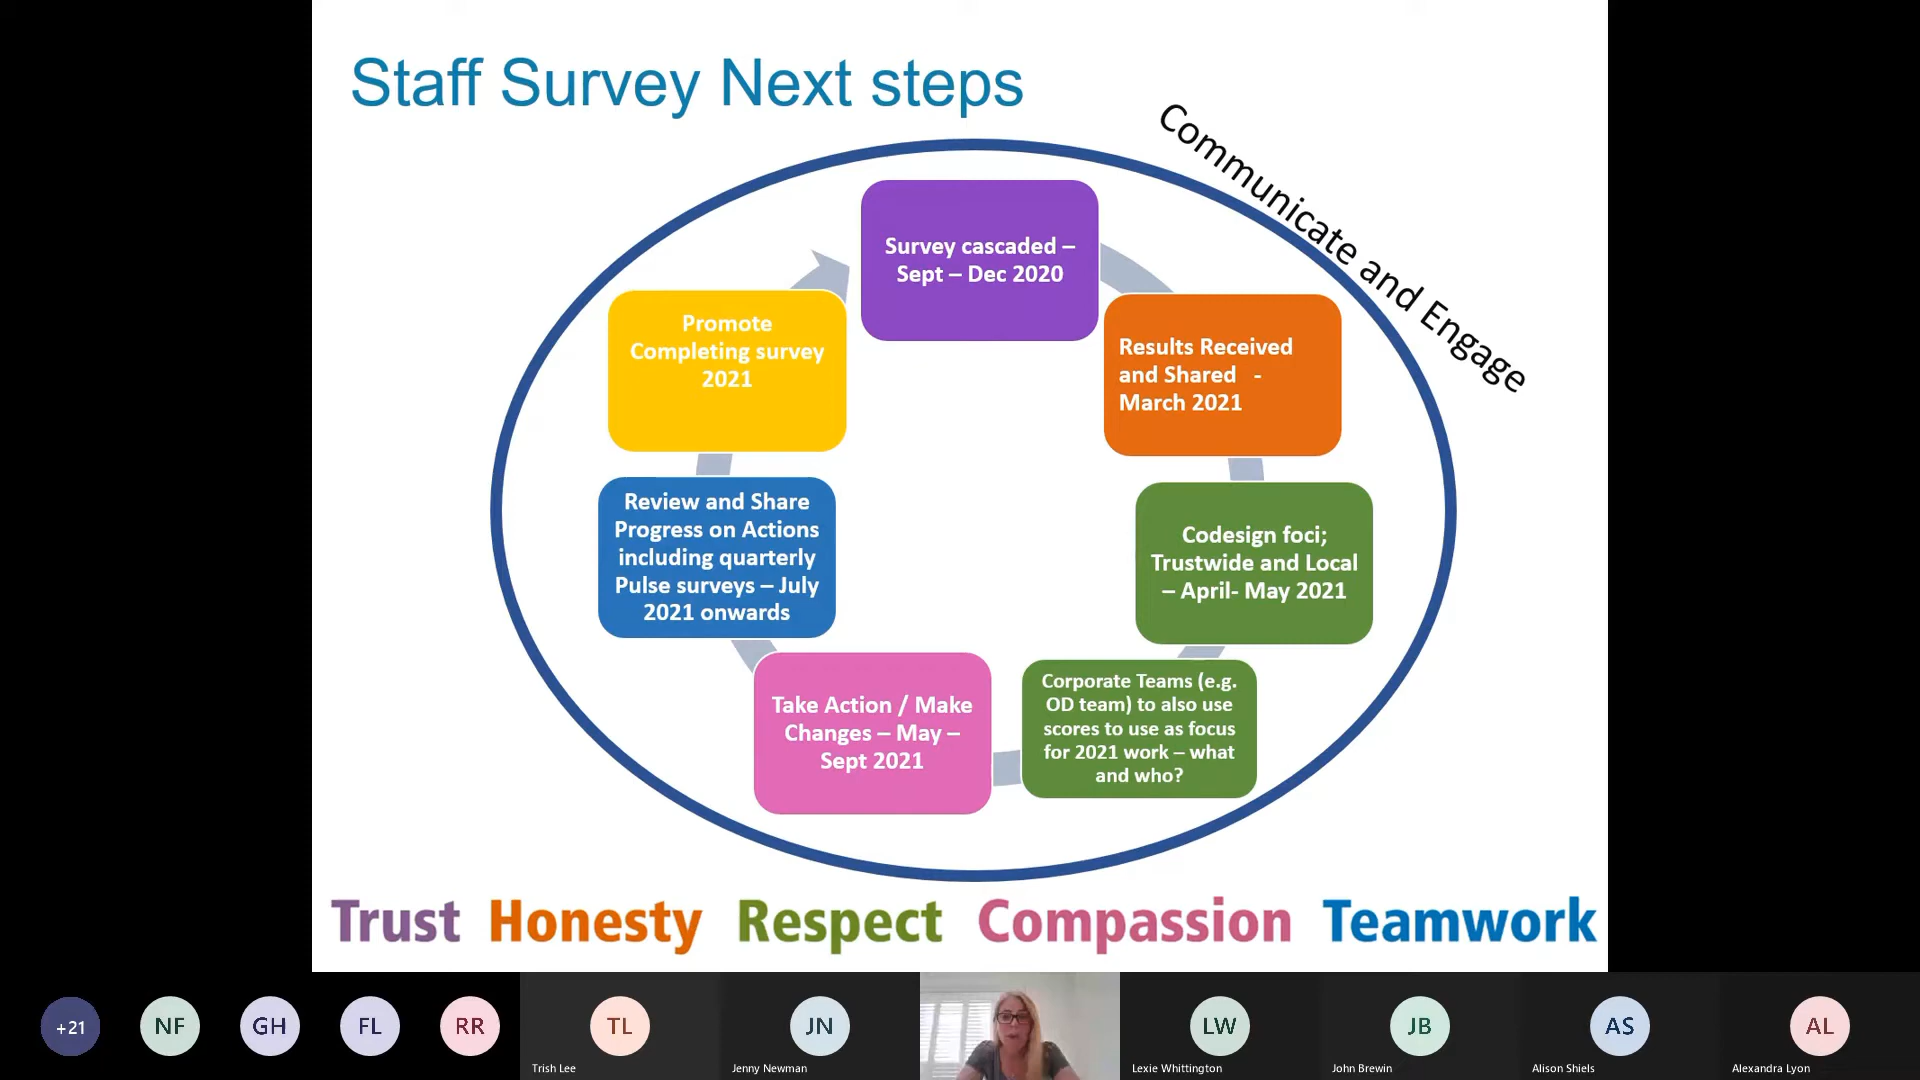 Staff Survey Next steps
Communicate and Engage
Survey cascaded –
Sept – Dec 2020
Results Received
and Shared -
March 2021
Codesign foci;
Trustwide and Local
– April- May 2021
Corporate Teams (e.g.
OD team) to also use
scores to use as focus
for 2021 work – what
and who?
Take Action / Make
Changes – May –
Sept 2021
Review and Share
Progress on Actions
including quarterly
Pulse surveys – July
2021 onwards
Promote
Completing survey
2021
Trust Honesty Respect Compassion Teamwork
+21 NF GH FL RR TL JN LW JB AS AL
Trish Lee Jenny Newman Lexie Whittington John Brewin Alison Shiels Alexandra Lyon